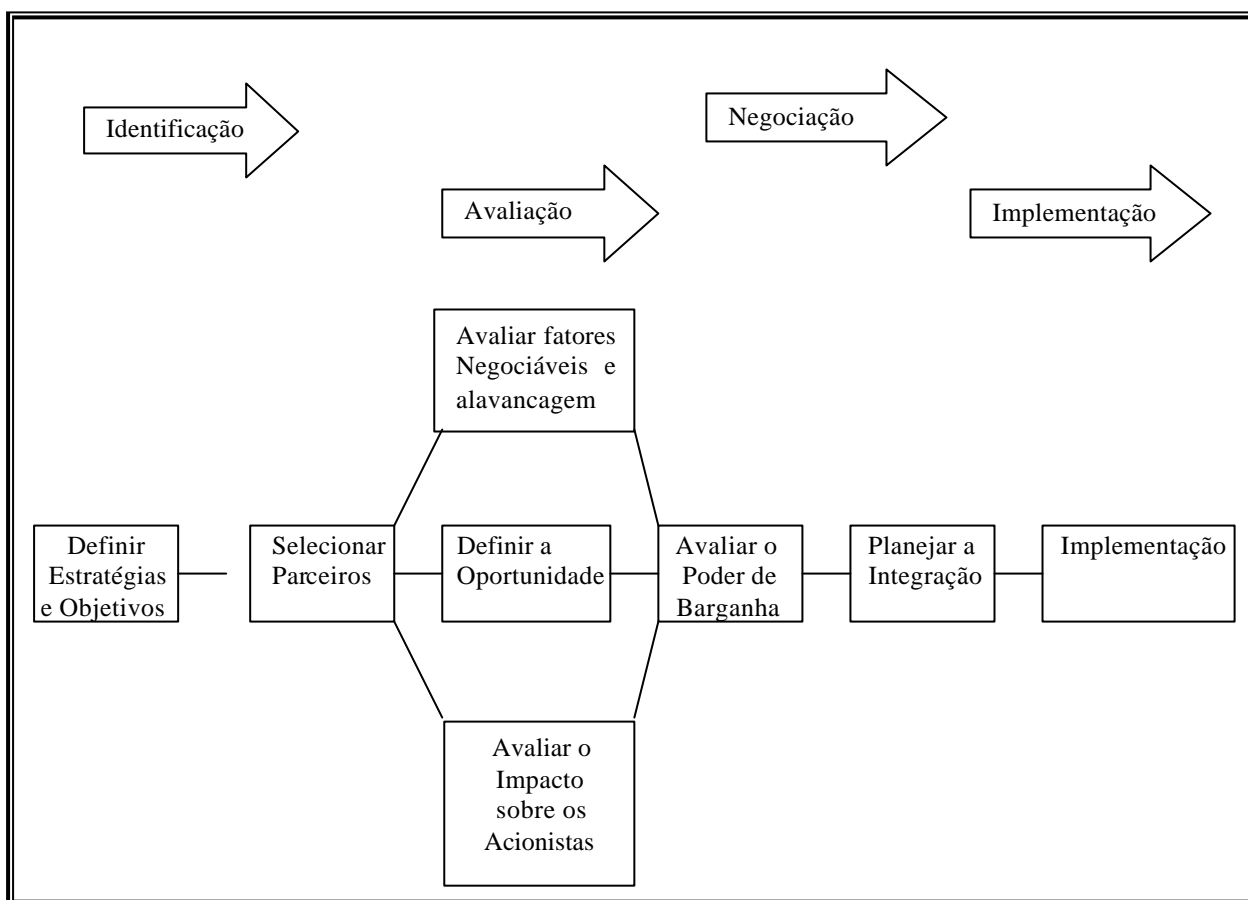 Identificação
Negociação
Avaliação
Implementação
Avaliar fatores
Negociáveis e
alavancagem
Definir
Estratégias
e Objetivos
Selecionar
Parceiros
Definir a
Oportunidade
Avaliar o
Poder de
Barganha
Planejar a
Integração
Implementação
Avaliar o
Impacto
sobre os
Acionistas